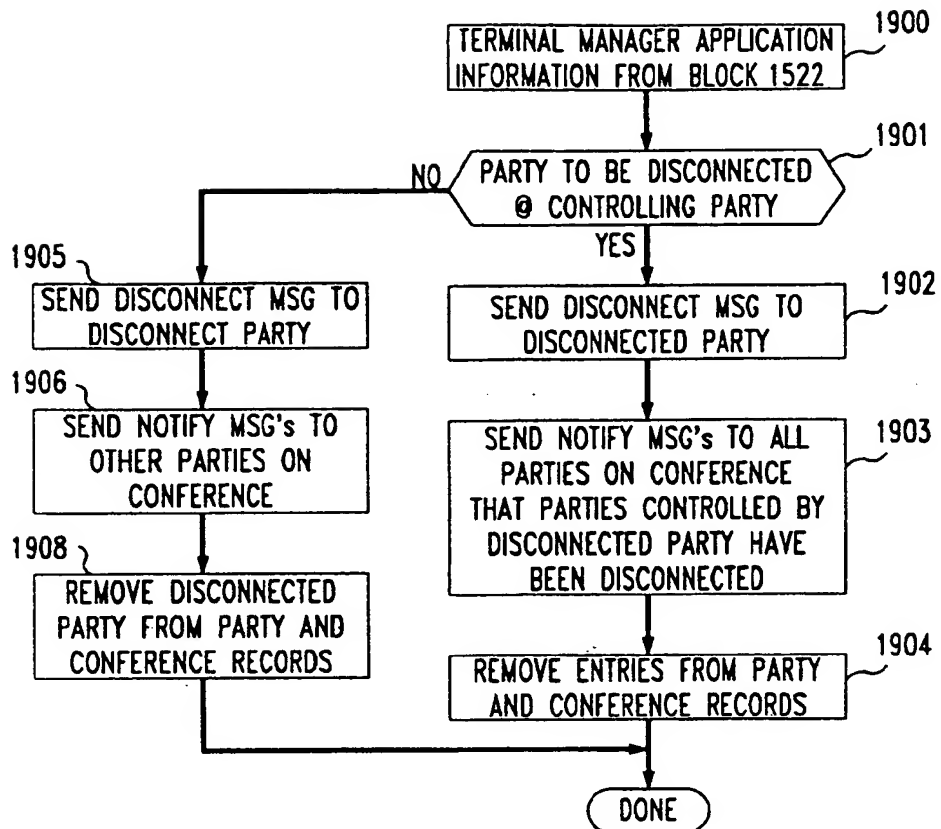 1900
TERMINAL MANAGER APPLICATION
INFORMATION FROM BLOCK 1522
1901
PARTY TO BE DISCONNECTED
@ CONTROLLING PARTY
NO
YES
1905
SEND DISCONNECT MSG TO
DISCONNECT PARTY
1902
SEND DISCONNECT MSG TO
DISCONNECTED PARTY
1906
SEND NOTIFY MSG's TO
OTHER PARTIES ON
CONFERENCE
1903
SEND NOTIFY MSG's TO ALL
PARTIES ON CONFERENCE
THAT PARTIES CONTROLLED BY
DISCONNECTED PARTY HAVE
BEEN DISCONNECTED
1908
REMOVE DISCONNECTED
PARTY FROM PARTY AND
CONFERENCE RECORDS
1904
REMOVE ENTRIES FROM PARTY
AND CONFERENCE RECORDS
DONE